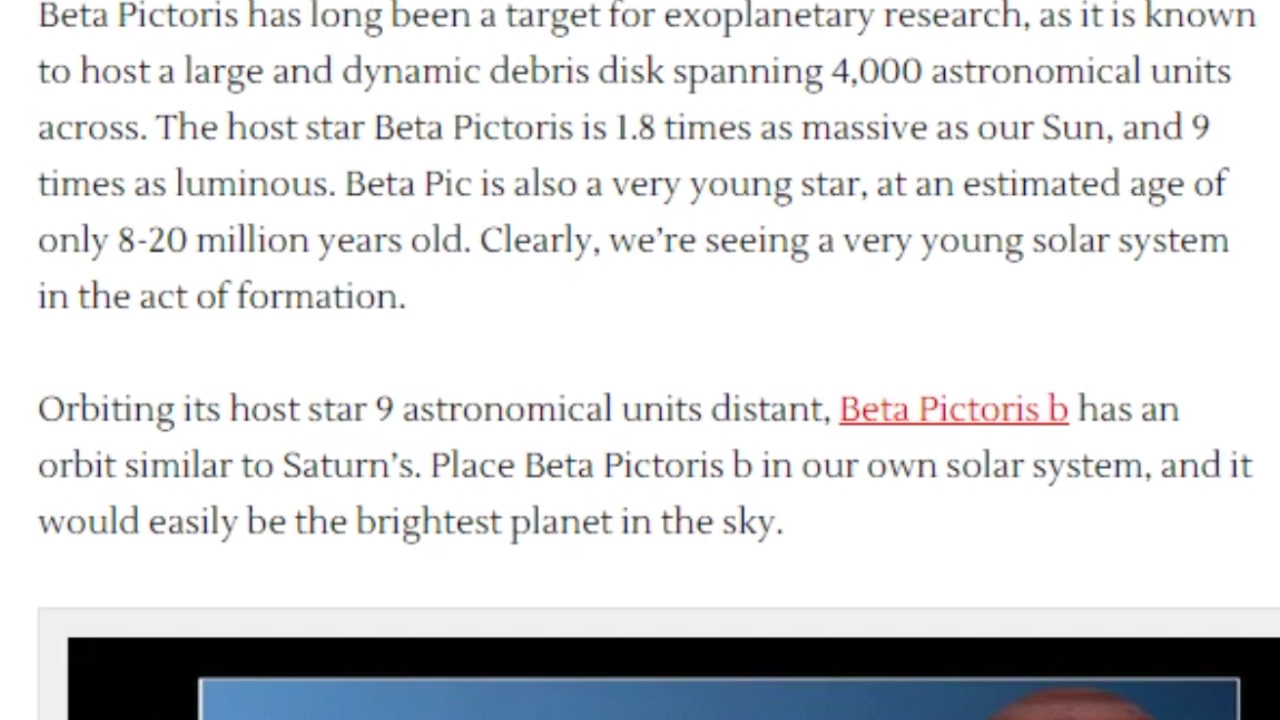 Beta Pictoris has long been a target for exoplanetary research, as it is known
to host a large and dynamic debris disk spanning 4,000 astronomical units
across. The host star Beta Pictoris is 1.8 times as massive as our Sun, and 9
times as luminous. Beta Pic is also a very young star, at an estimated age of
only 8-20 million years old. Clearly, we’re seeing a very young solar system
in the act of formation.
Orbiting its host star 9 astronomical units distant, Beta Pictoris b has an
orbit similar to Saturn’s. Place Beta Pictoris b in our own solar system, and it
would easily be the brightest planet in the sky.